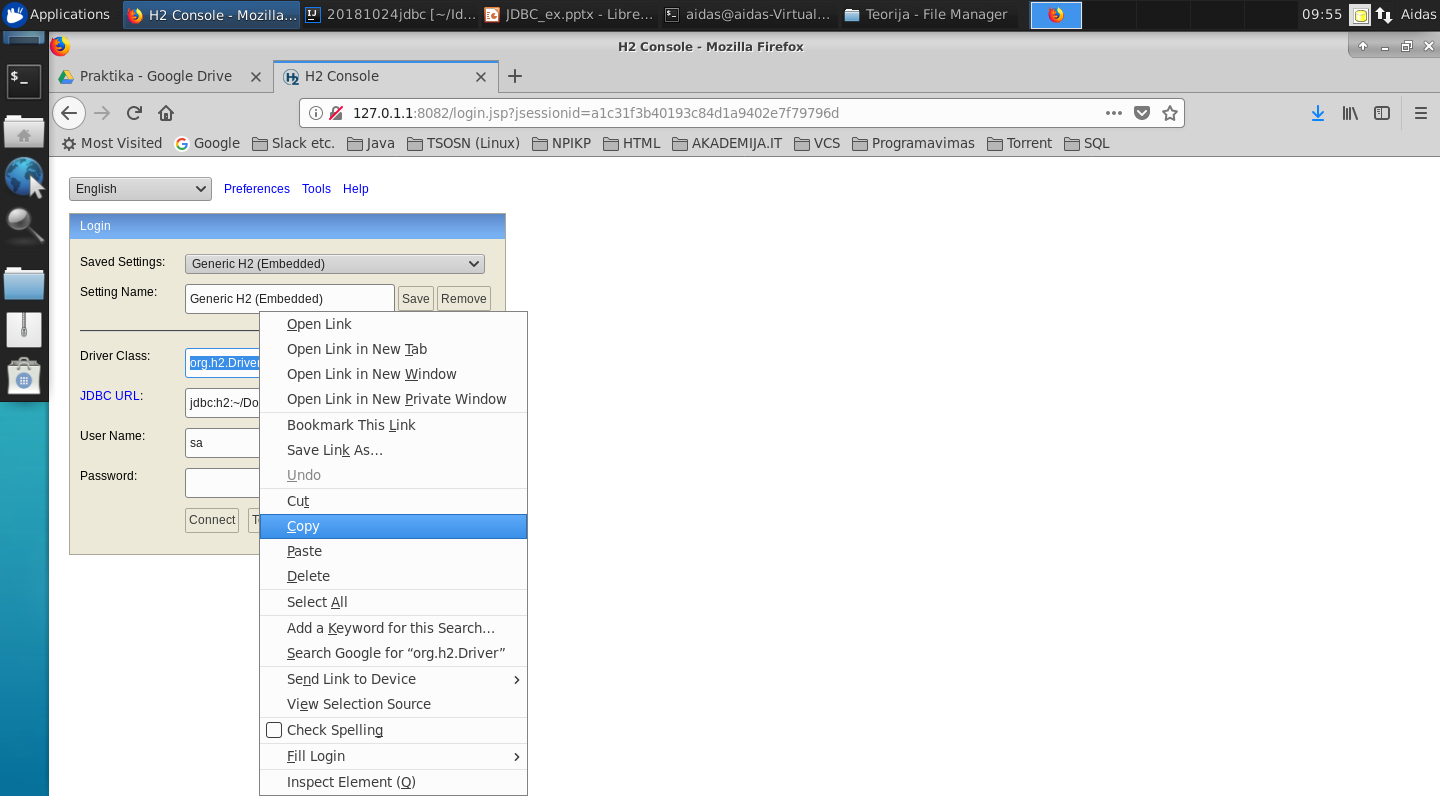 Applications
H2 Console - Mozilla...
20181024jdbc [~/Id...
JDBC_ex.pptx - Libre...
aidas@aidas-Virtual...
Teorija - File Manager
09:55
Aidas
H2 Console - Mozilla Firefox
Praktika - Google Drive
H2 Console
127.0.1.1:8082/login.jsp?jsessionid=a1c31f3b40193c84d1a9402e7f79796d
Most Visited
Google
Slack etc.
Java
TSOSN (Linux)
NPIKP
HTML
AKADEMIJA.IT
VCS
Programavimas
Torrent
SQL
English
Preferences
Tools
Help
Login
Saved Settings:
Generic H2 (Embedded)
Setting Name:
Generic H2 (Embedded)
Save
Remove
Driver Class:
org.h2.Driver
JDBC URL:
jdbc:h2:~/Do
User Name:
sa
Password:
Connect
Open Link
Open Link in New Tab
Open Link in New Window
Open Link in New Private Window
Bookmark This Link
Save Link As...
Undo
Cut
Copy
Paste
Delete
Select All
Add a Keyword for this Search...
Search Google for “org.h2.Driver”
Send Link to Device
View Selection Source
Check Spelling
Fill Login
Inspect Element (Q)